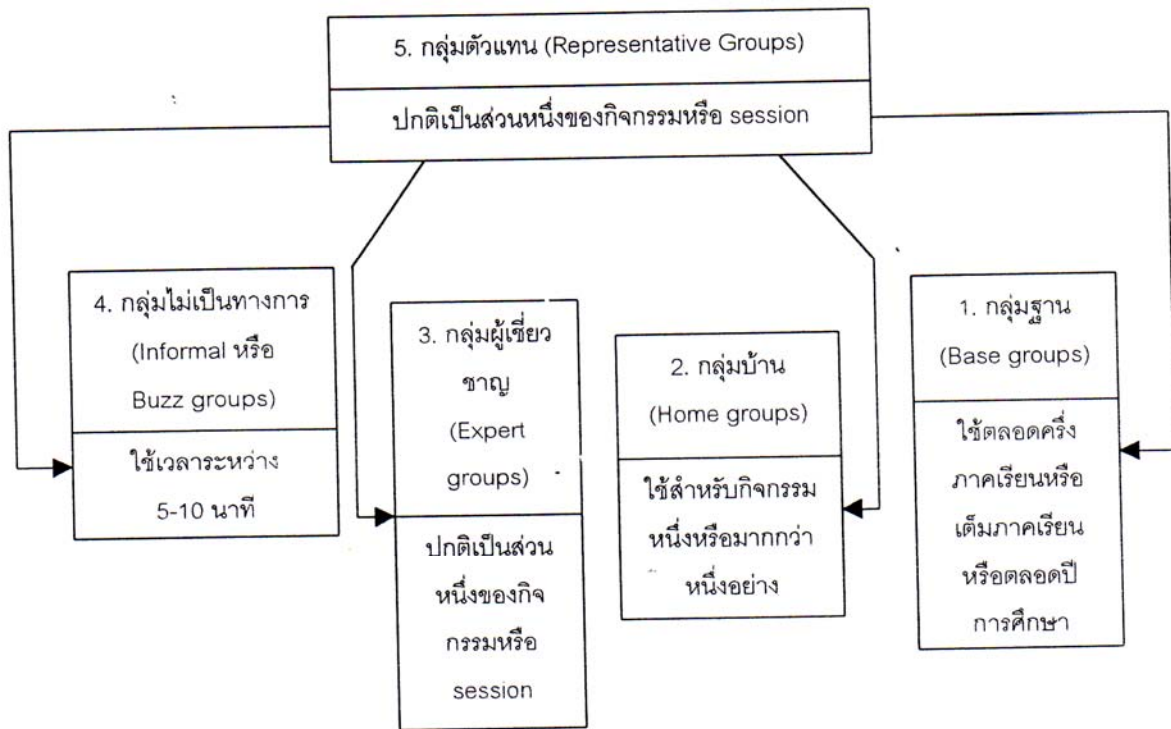 5. กลุ่มตัวแทน (Representative Groups)
ปกติเป็นส่วนหนึ่งของกิจกรรมหรือ session
4. กลุ่มไม่เป็นทางการ
(Informal หรือ
Buzz groups)
ใช้เวลาระหว่าง
5-10 นาที
3. กลุ่มผู้เชี่ยว
ชาญ
(Expert
groups)
ปกติเป็นส่วน
หนึ่งของกิจ
กรรมหรือ
session
2. กลุ่มบ้าน
(Home groups)
ใช้สำหรับกิจกรรม
หนึ่งหรือมากกว่า
หนึ่งอย่าง
1. กลุ่มฐาน
(Base groups)
ใช้ตลอดครึ่ง
ภาคเรียนหรือ
เต็มภาคเรียน
หรือตลอดปี
การศึกษา